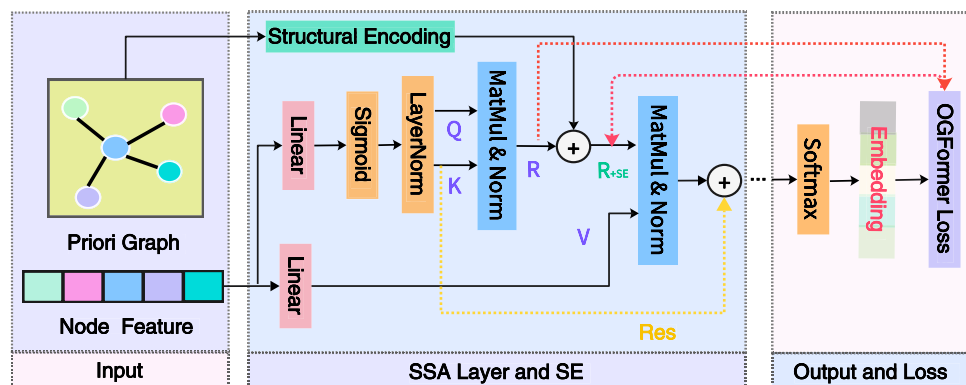 Structural Encoding
Priori Graph
Node Feature
Input
Linear
Sigmoid
LayerNorm
Q
K
MatMul & Norm
R
+
R+SE
Linear
V
MatMul & Norm
+
Res
SSA Layer and SE
...
Softmax
Embedding
OGFormer Loss
Output and Loss